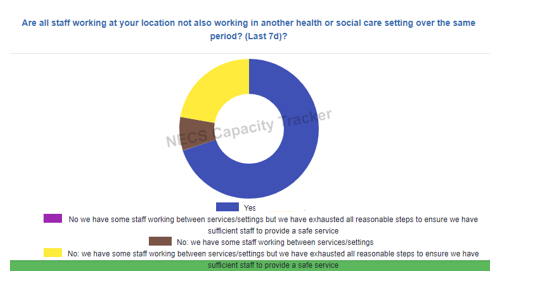 Are all staff working at your location not also working in another health or social care setting over the same
period? (Last 7d)?
NECS Capacity Tracker
Yes
No we have some staff working between services/settings but we have exhausted all reasonable steps to ensure we have
sufficient staff to provide a safe service
No: we have some staff working between services/settings
No: we have some staff working between services/settings but we have exhausted all reasonable steps to ensure we have
sufficient staff to provide a safe service